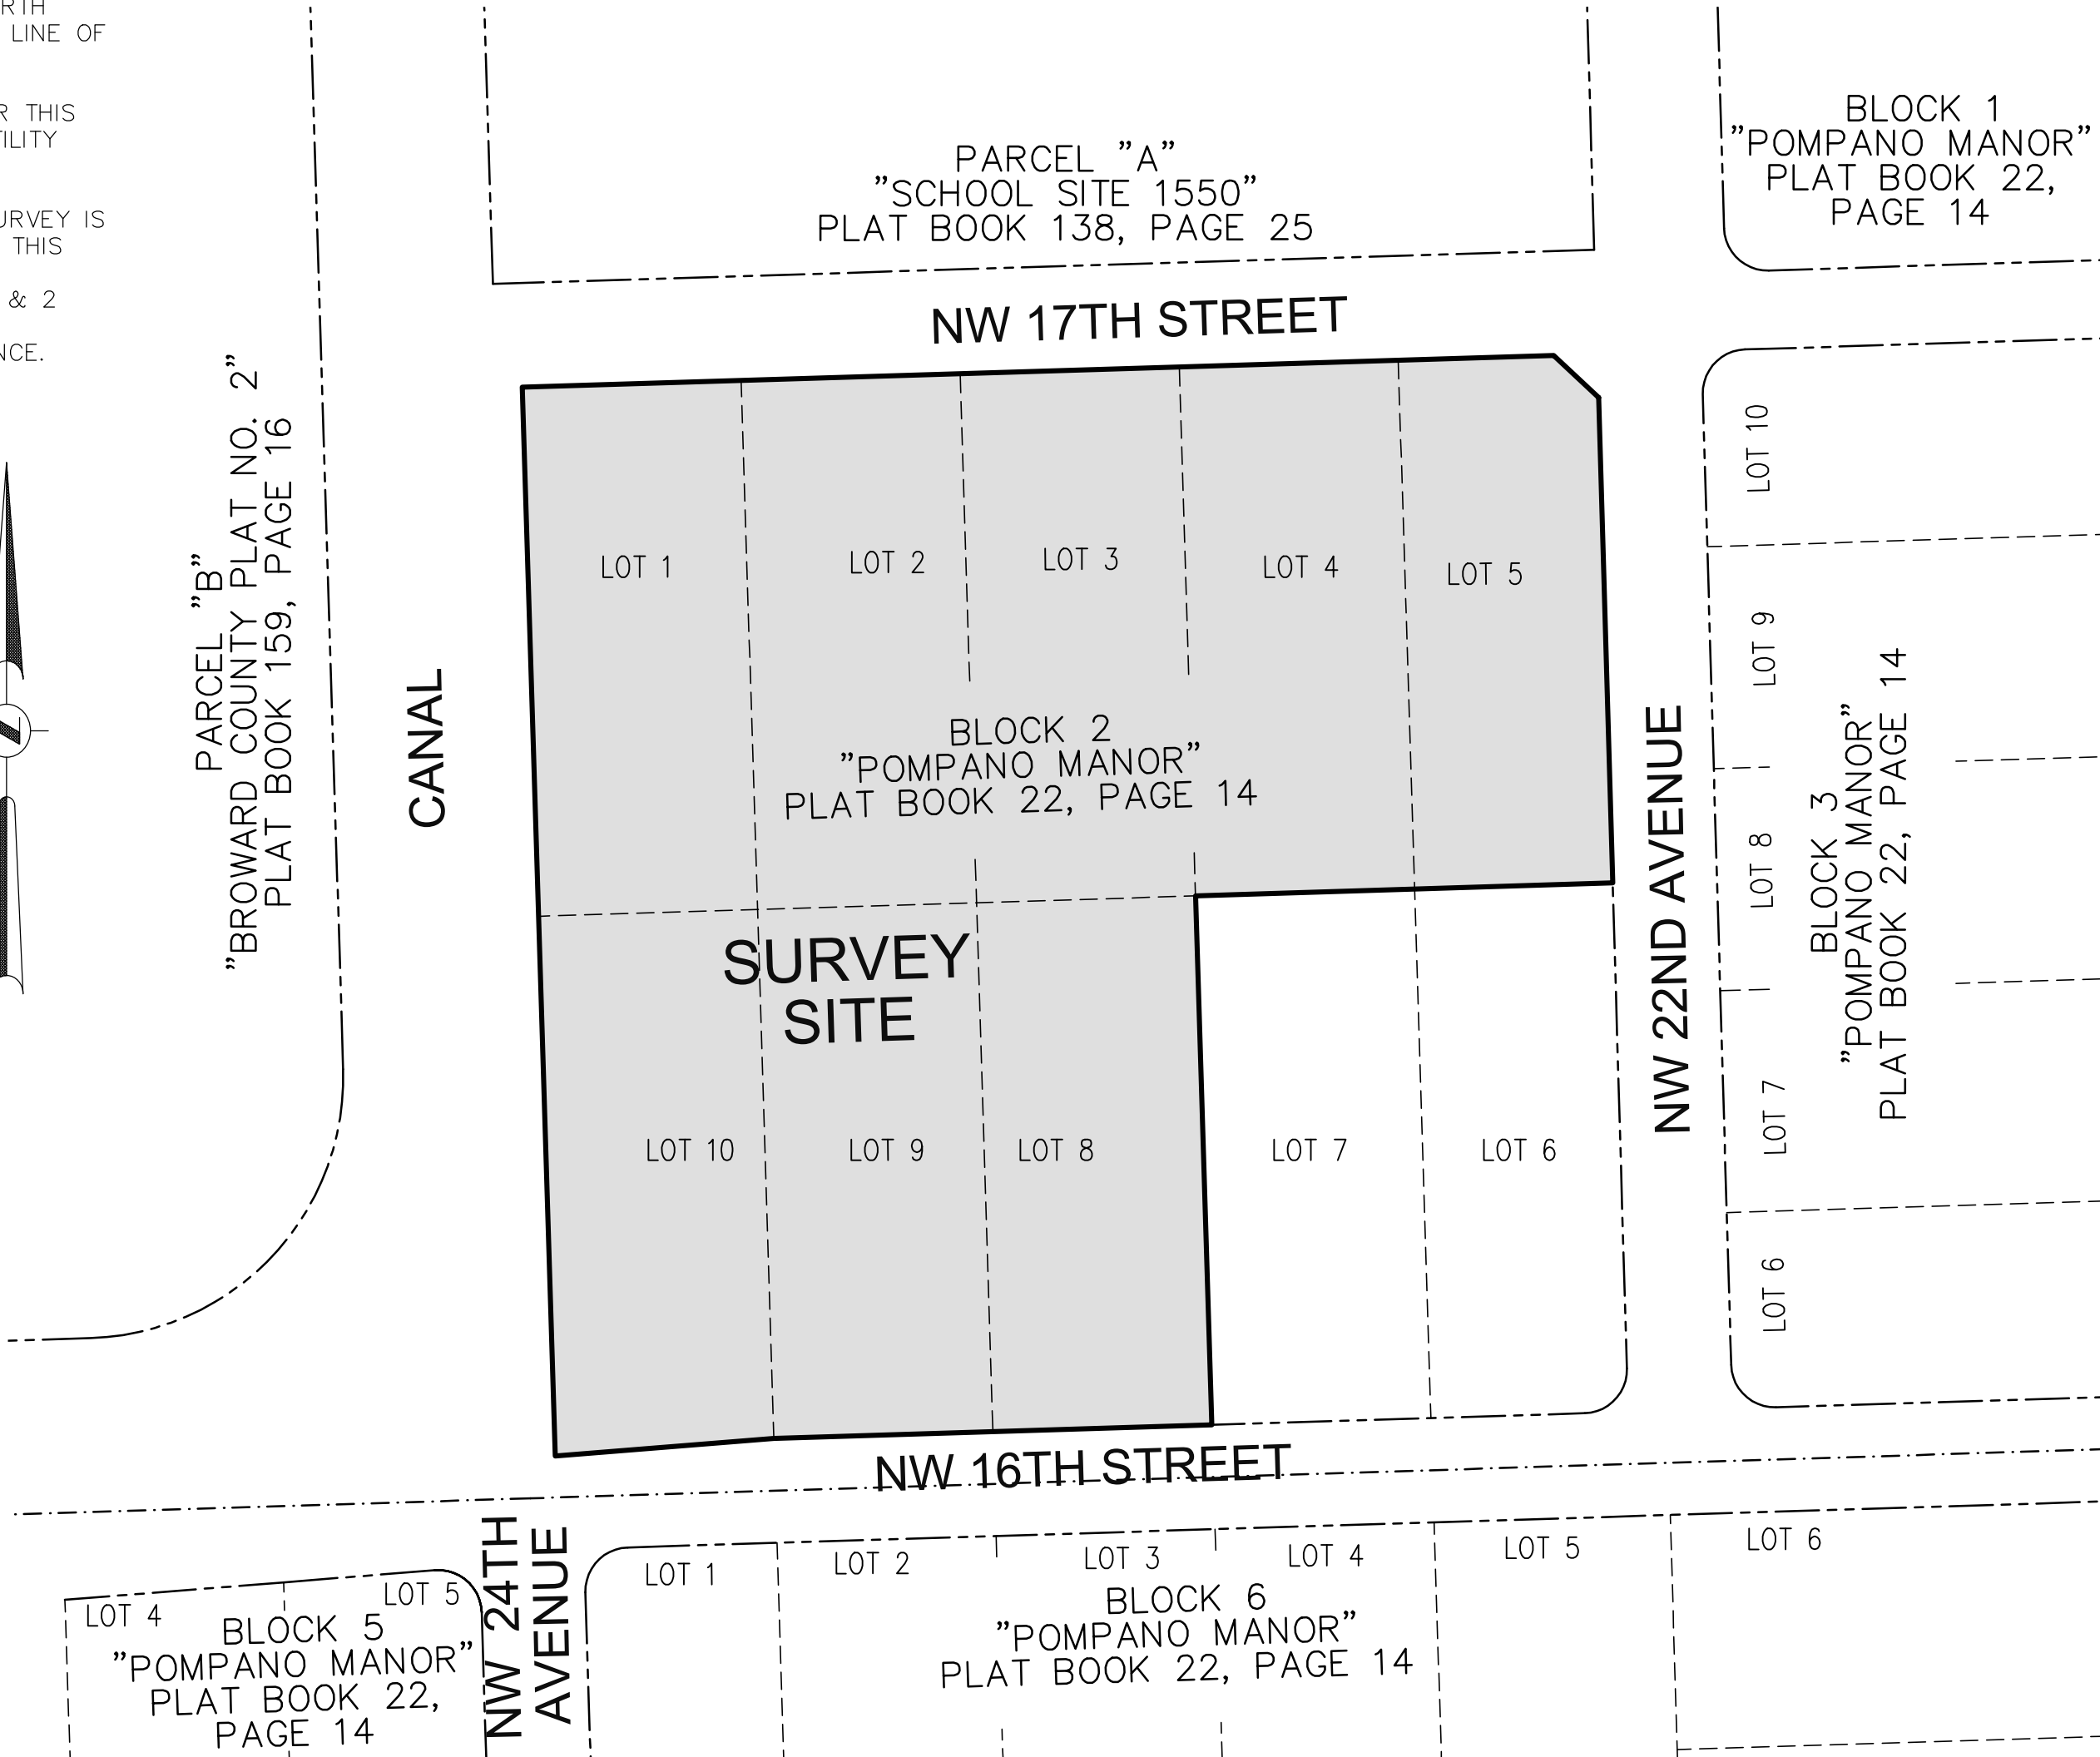 RTH
LINE OF
R THIS
TILITY
URVEY IS
THIS
& 2
NCE.
PARCEL "A"
"SCHOOL SITE 1550"
PLAT BOOK 138, PAGE 25
BLOCK 1
"POMPANO MANOR"
PLAT BOOK 22,
PAGE 14
NW 17TH STREET
PARCEL "B"
"BROWARD COUNTY PLAT NO. 2"
PLAT BOOK 159, PAGE 16
CANAL
LOT 1
LOT 2
LOT 3
LOT 4
LOT 5
BLOCK 2
"POMPANO MANOR"
PLAT BOOK 22, PAGE 14
SURVEY
SITE
LOT 10
LOT 9
LOT 8
LOT 7
LOT 6
NW 22ND AVENUE
LOT 10
LOT 9
LOT 8
LOT 7
LOT 6
BLOCK 3
"POMPANO MANOR"
PLAT BOOK 22, PAGE 14
NW 16TH STREET
NW 24TH
AVENUE
LOT 4
LOT 5
BLOCK 5
"POMPANO MANOR"
PLAT BOOK 22,
PAGE 14
LOT 1
LOT 2
LOT 3
LOT 4
LOT 5
LOT 6
BLOCK 6
"POMPANO MANOR"
PLAT BOOK 22, PAGE 14